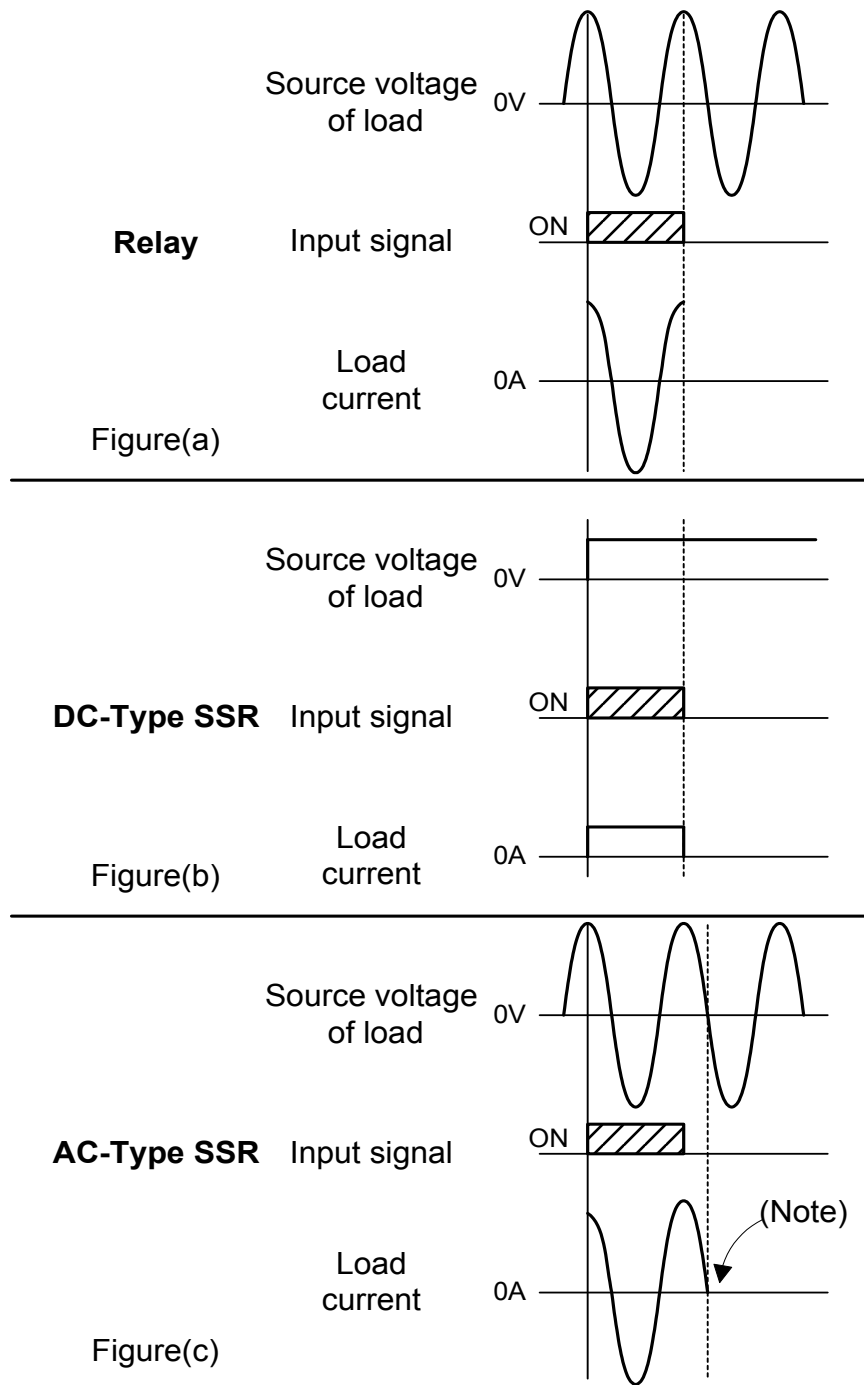 Source voltage
of load
0V
Relay
Input signal
ON
Load
current
0A
Figure(a)
Source voltage
of load
0V
DC-Type SSR
Input signal
ON
Load
current
0A
Figure(b)
Source voltage
of load
0V
AC-Type SSR
Input signal
ON
(Note)
Load
current
0A
Figure(c)